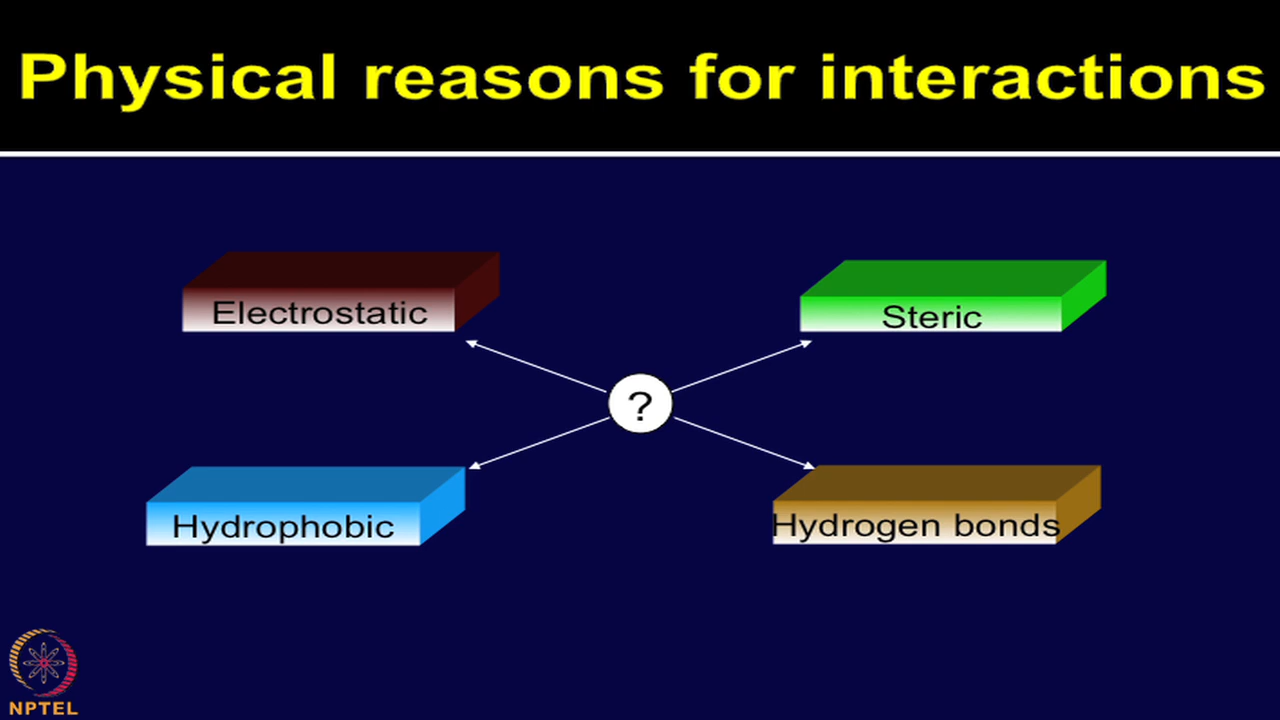 Physical reasons for interactions
Electrostatic
Steric
?
Hydrophobic
Hydrogen bonds
NPTEL